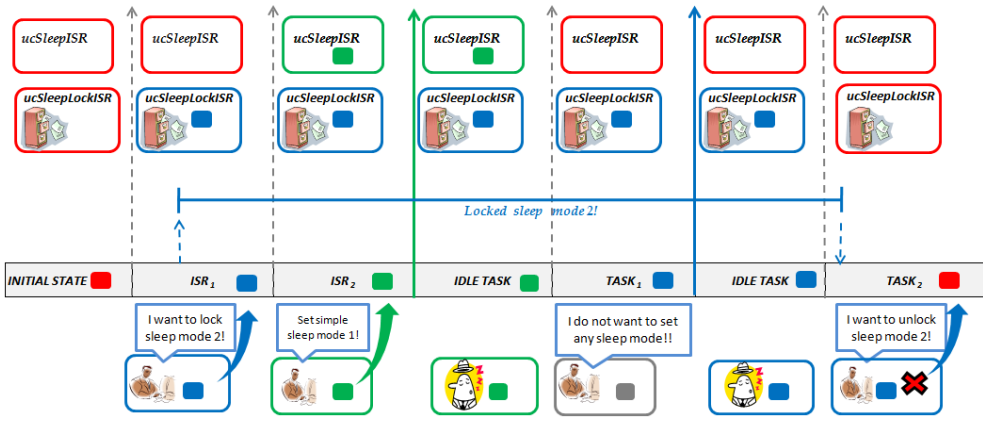 ucSleepISR ucSleepISR ucSleepISR ucSleepISR ucSleepISR ucSleepISR ucSleepISR
ucSleepLockISR ucSleepLockISR ucSleepLockISR ucSleepLockISR ucSleepLockISR ucSleepLockISR ucSleepLockISR
Locked sleep mode 2!
INITIAL STATE ISR1 ISR2 IDLE TASK TASK1 IDLE TASK TASK2
I want to lock
sleep mode 2!
Set simple
sleep mode 1!
zzz
I do not want to set
any sleep mode!!
zzz
I want to unlock
sleep mode 2!